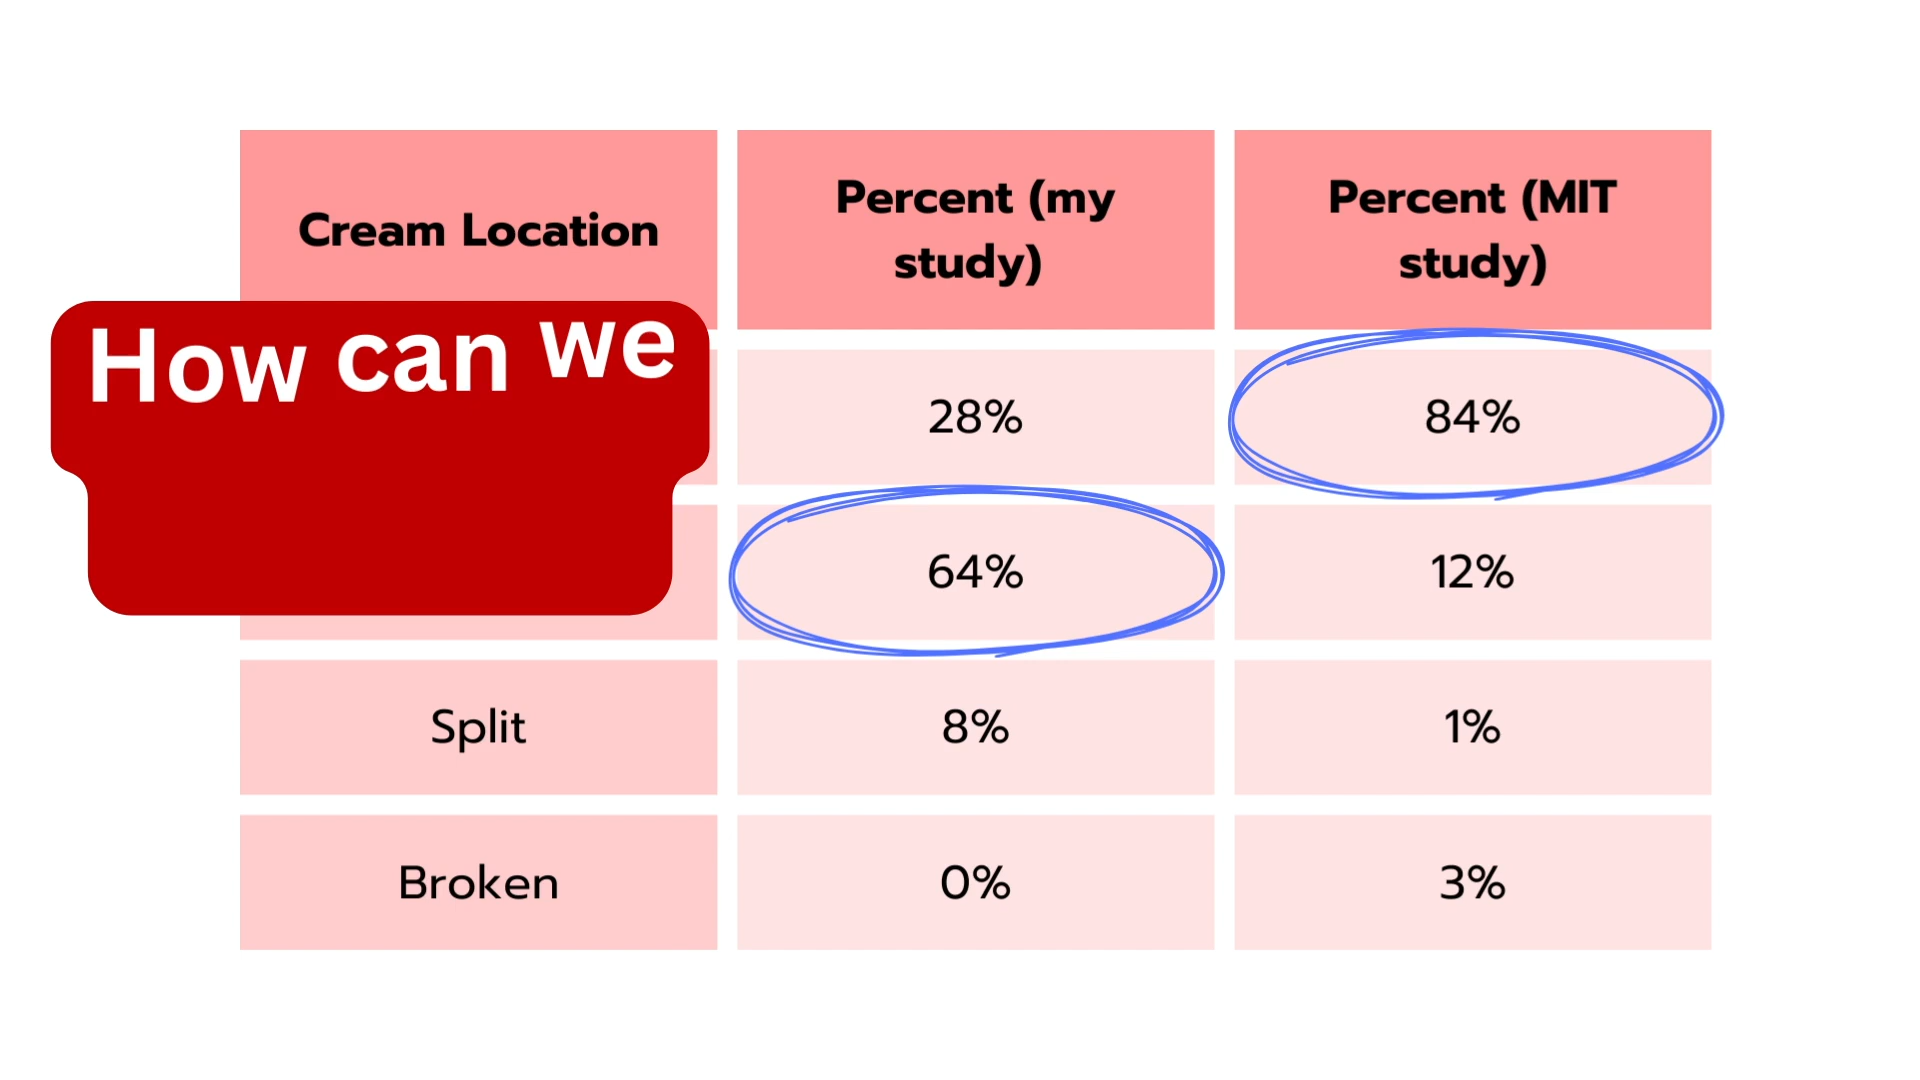 Cream Location
Percent (my
study)
Percent (MIT
study)
How can we
28%
84%
64%
12%
Split
8%
1%
Broken
0%
3%